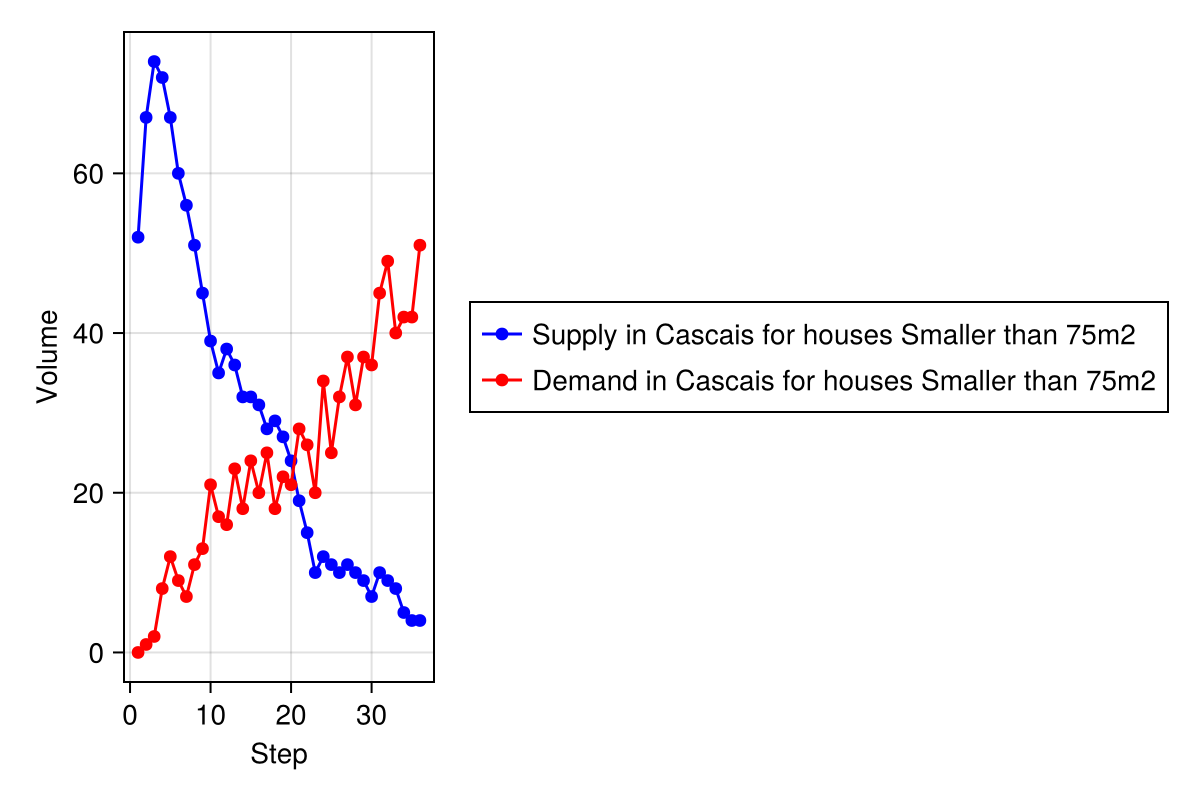 60
40
20
0
Volume
0 10 20 30
Step
Supply in Cascais for houses Smaller than 75m2
Demand in Cascais for houses Smaller than 75m2